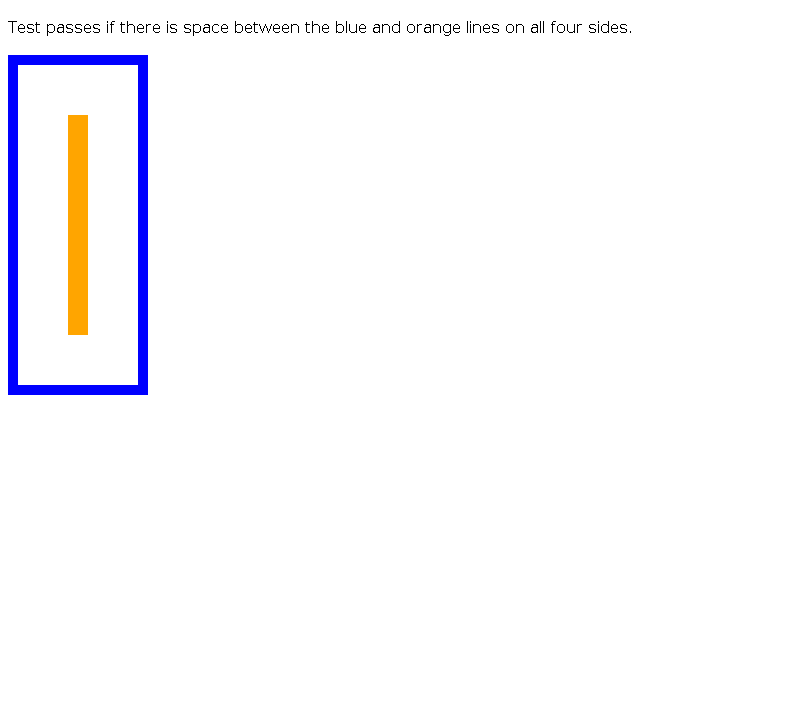 Test passes if there is space between the blue and orange lines on all four sides.